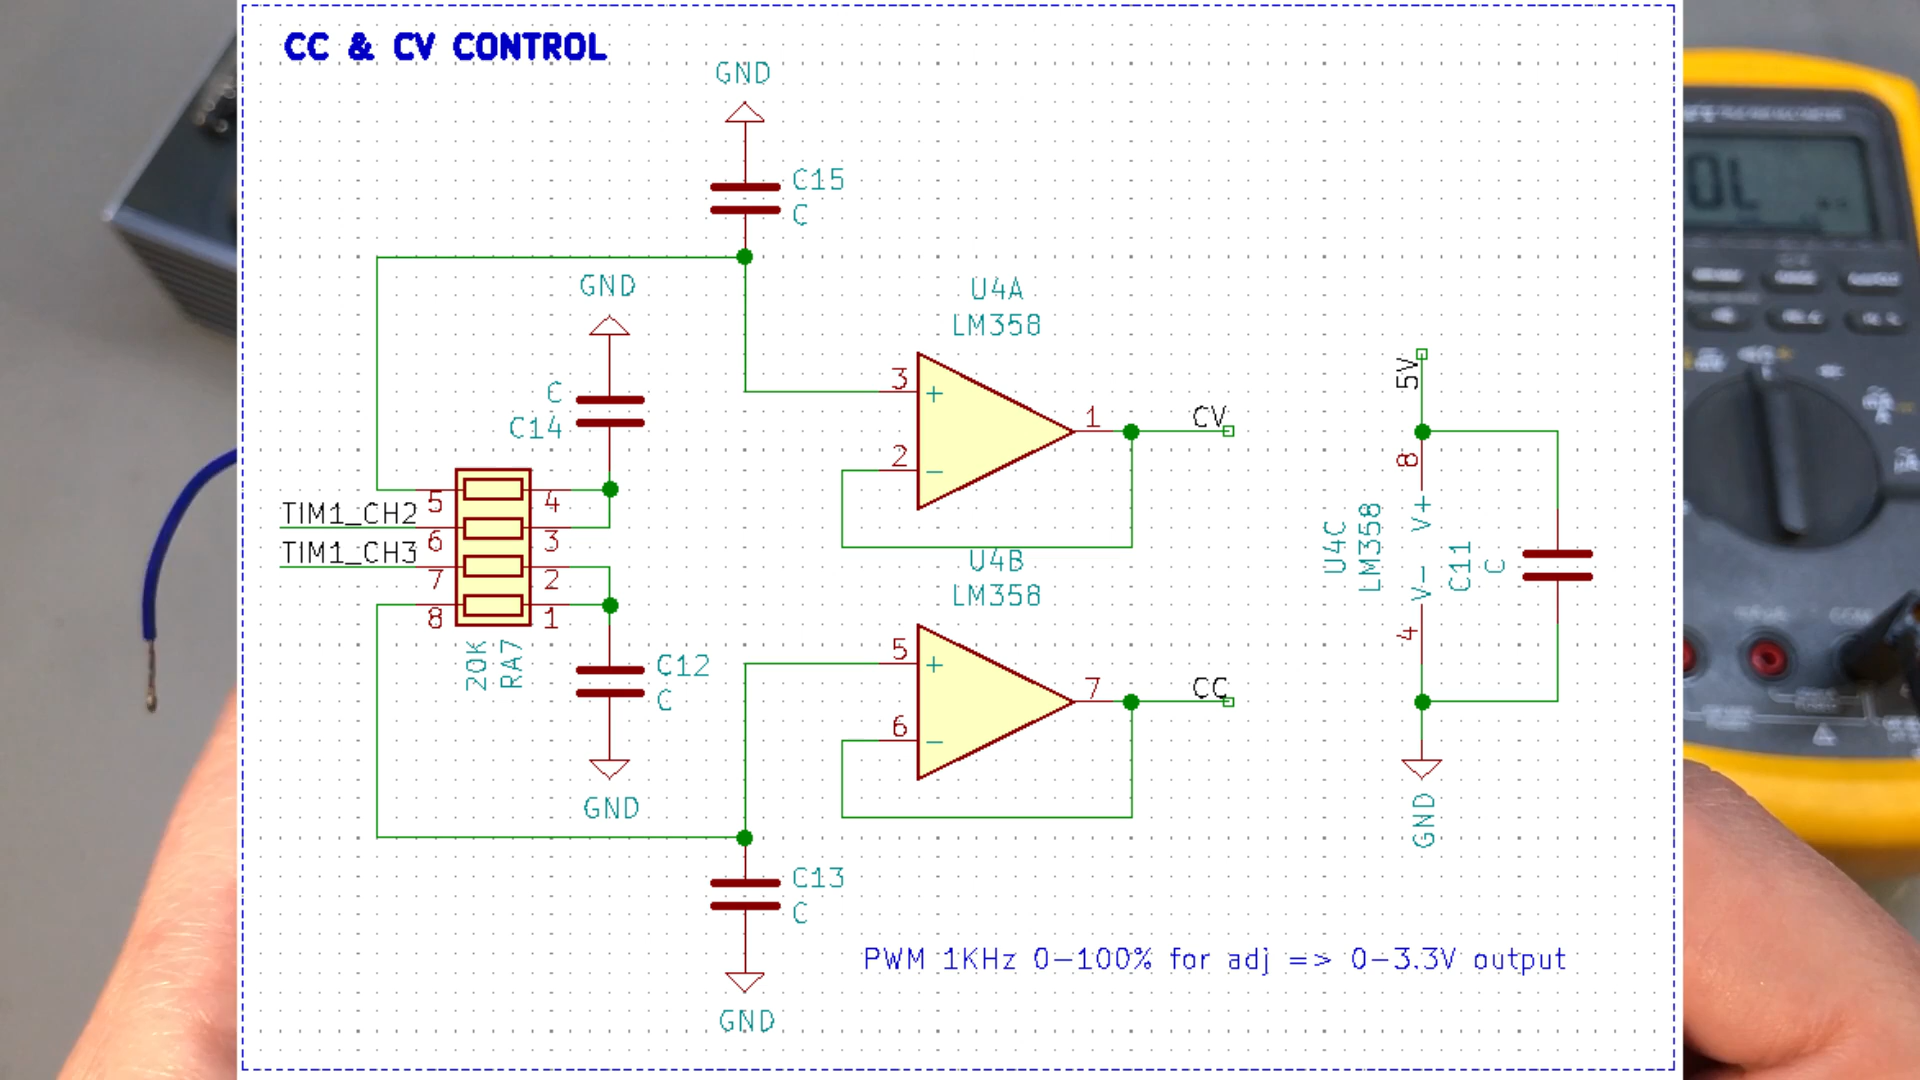 CC & CV CONTROL
GND
C15
C
GND
C
C14
U4A
LM358
3
+
2
−
1
CV
5V
8
V+
U4C
LM358
V−
4
C11
C
GND
TIM1_CH2
TIM1_CH3
5
6
7
8
4
3
2
1
20K
RA7
C12
C
GND
U4B
LM358
5
+
6
−
7
CC
C13
C
GND
PWM 1KHz 0−100% for adj => 0−3.3V output
0L